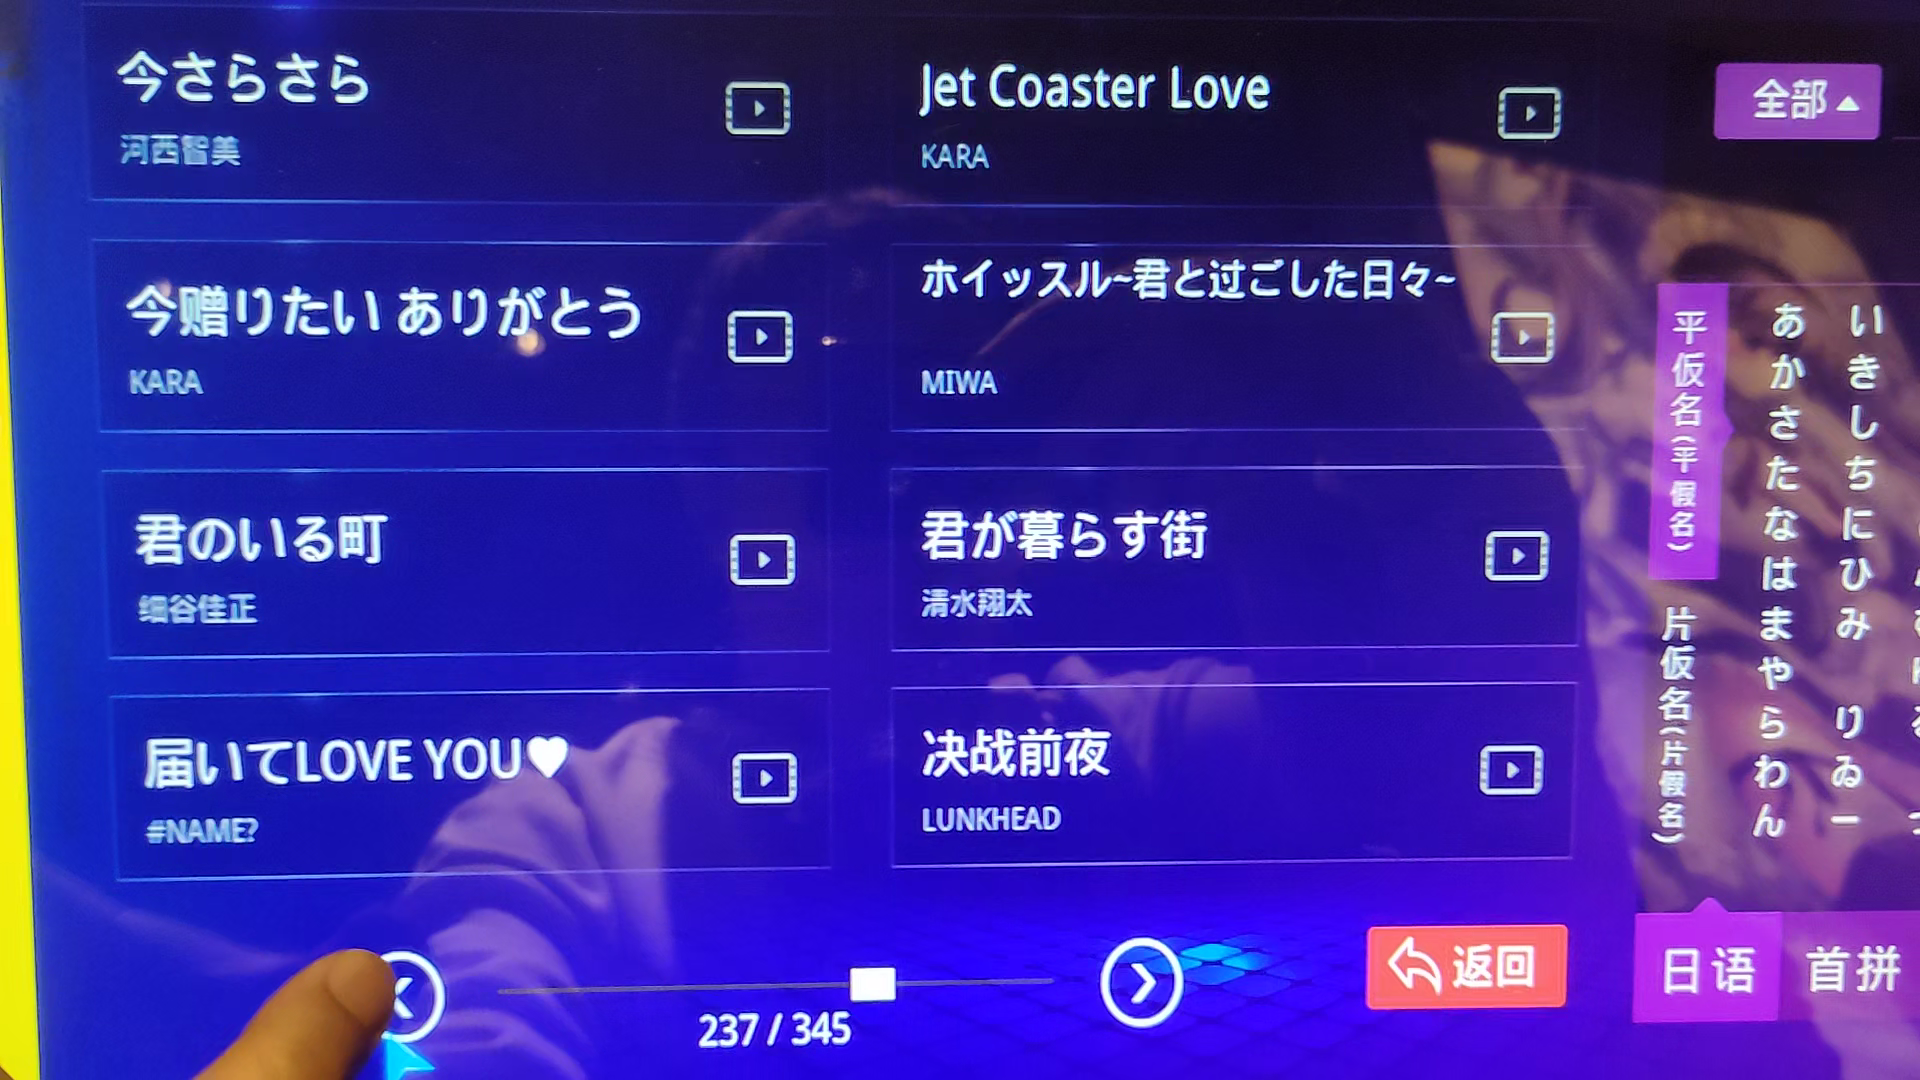 今さらさら
河西智美
Jet Coaster Love
KARA
今赠りたい ありがとう
KARA
ホイッスル~君と过ごした日々~
MIWA
君のいる町
细谷佳正
君が暮らす街
清水翔太
届いてLOVE YOU♥
#NAME?
决战前夜
LUNKHEAD
237 / 345
返回
全部
平仮名(平假名)
片仮名(片假名)
あかさたなはまやらわん
いきしちにひみ りゐー
日语
首拼